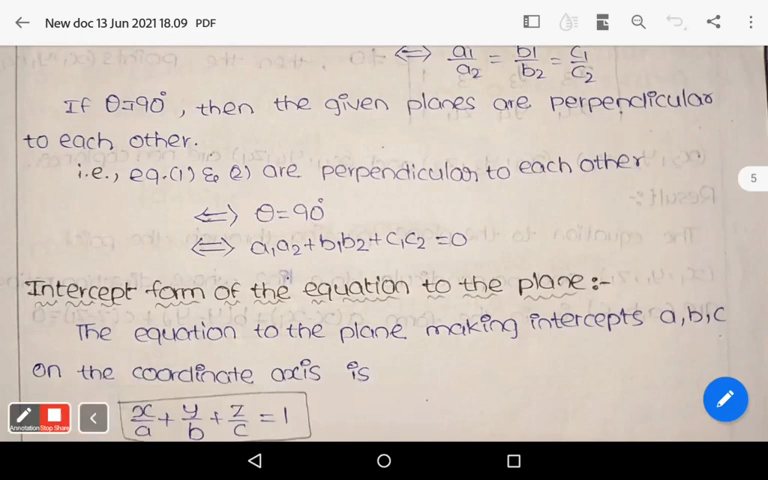 New doc 13 Jun 2021 18.09 PDF
⟺ a1/a2 = b1/b2 = c1/c2
If θ=90°, then the given planes are perpendicular
to each other.
i.e., eq.(1) & (2) are perpendicular to each other
⟺ θ=90°
⟺ a1a2+b1b2+c1c2=0
Intercept form of the equation to the plane:-
The equation to the plane making intercepts a,b,c
on the coordinate axis is
x/a + y/b + z/c = 1
5
Annotation Stop Share